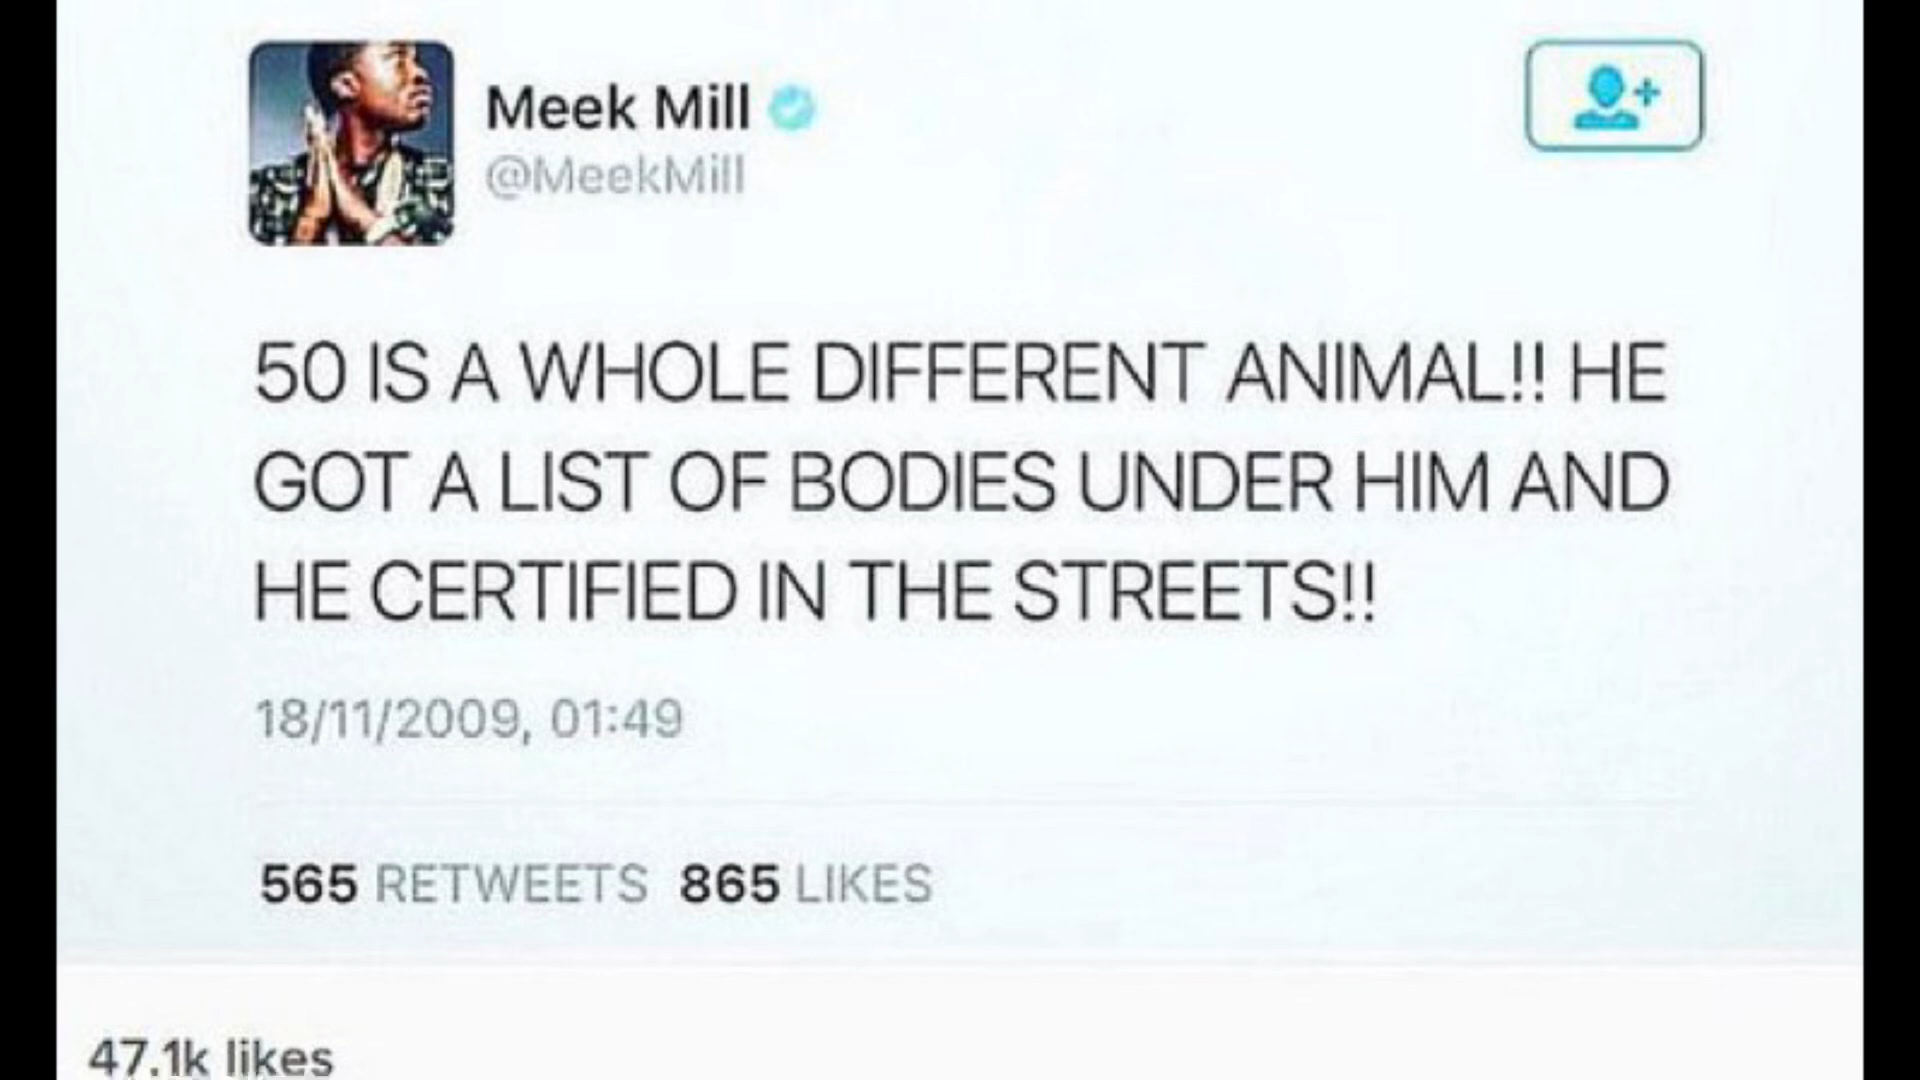 Meek Mill
@MeekMill
50 IS A WHOLE DIFFERENT ANIMAL!! HE
GOT A LIST OF BODIES UNDER HIM AND
HE CERTIFIED IN THE STREETS!!
18/11/2009, 01:49
565 RETWEETS 865 LIKES
47.1k likes